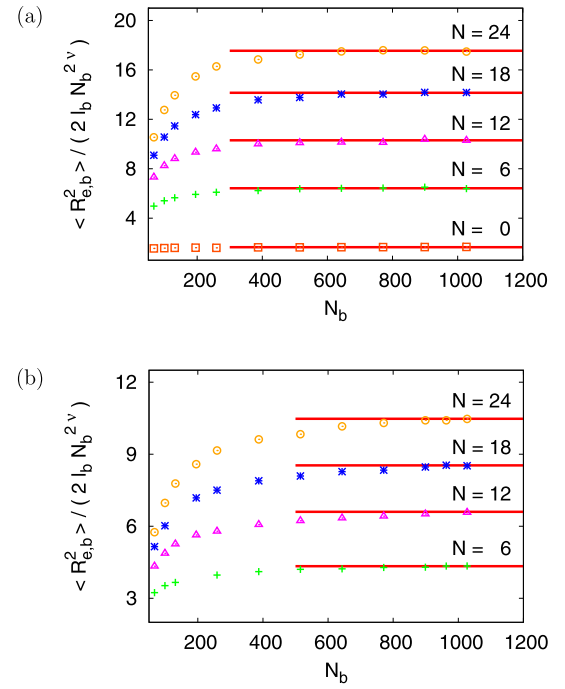 (a)
20
16
12
8
4
< R²e,b > / ( 2 lb Nb^2 ν )
N = 24
N = 18
N = 12
N = 6
N = 0
200 400 600 800 1000 1200
Nb
(b)
12
9
6
3
< R²e,b > / ( 2 lb Nb^2 ν )
N = 24
N = 18
N = 12
N = 6
200 400 600 800 1000 1200
Nb